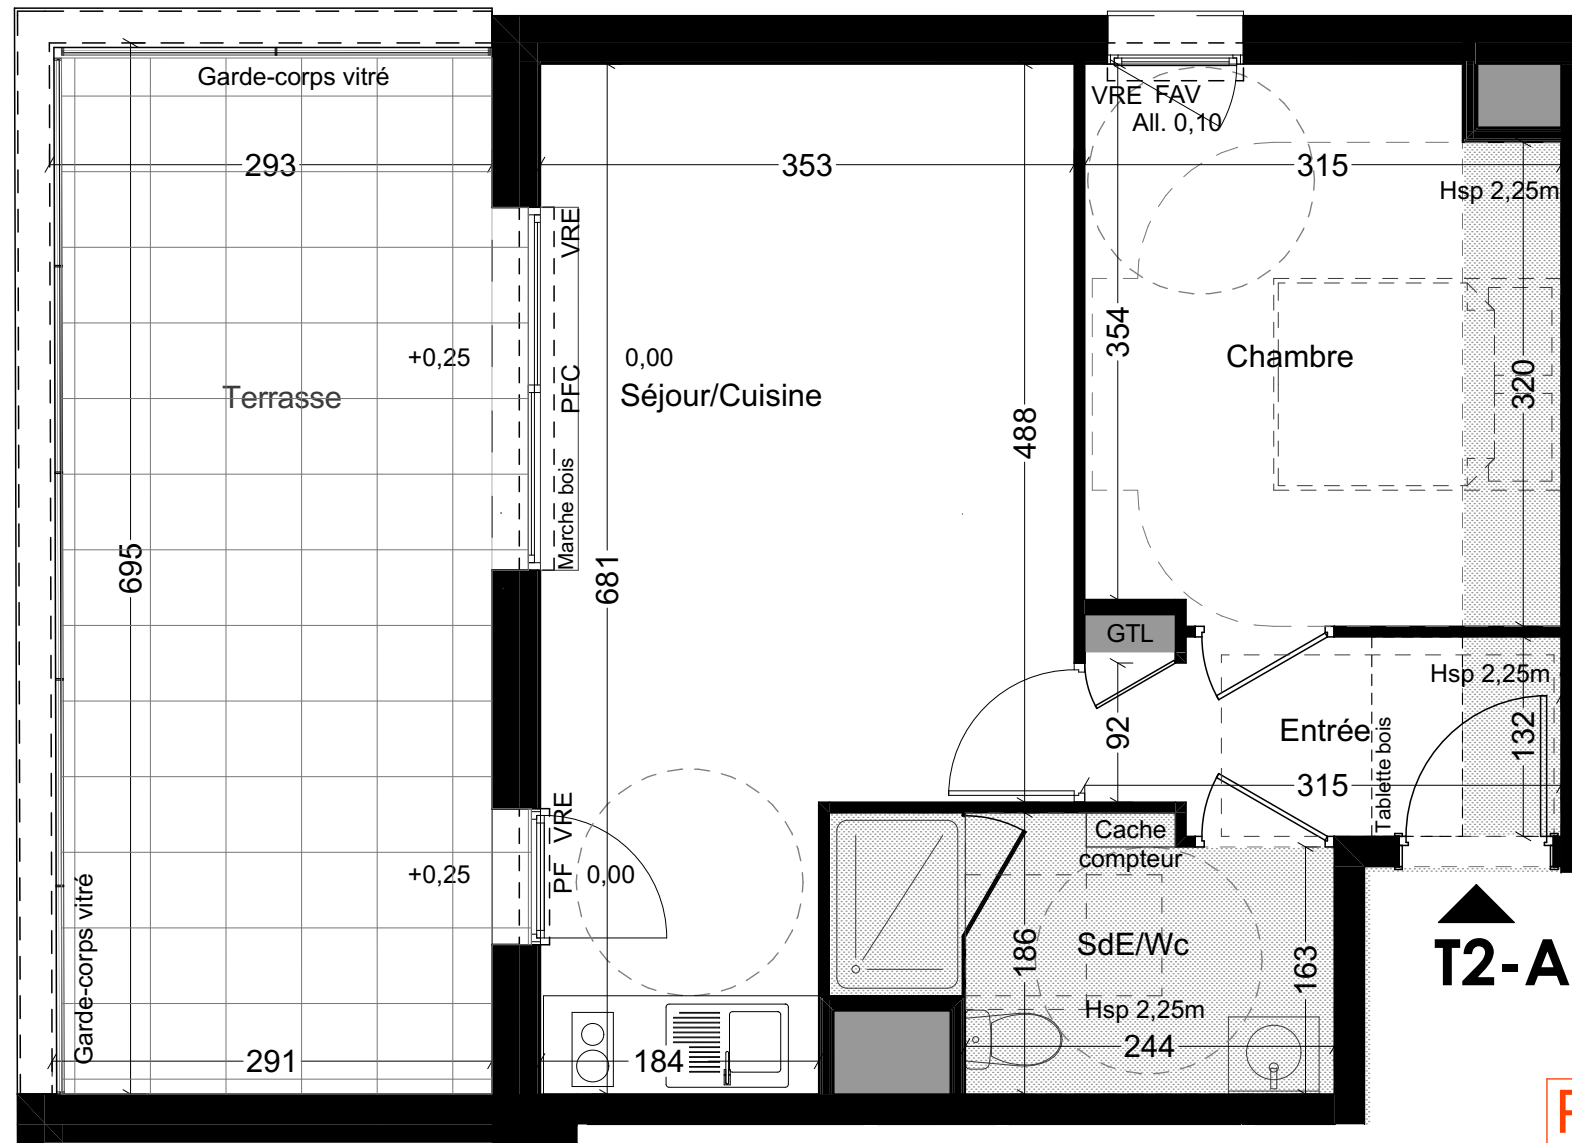 Garde-corps vitré
VRE FAV
All. 0,10
293
353
315
Hsp 2,25m
VRE
+0,25
0,00
354
Chambre
Terrasse
PFC
Séjour/Cuisine
320
488
Marche bois
695
681
GTL
Hsp 2,25m
92
Entrée
132
Tablette bois
315
VRE
PF
+0,25
0,00
Cache
compteur
Garde-corps vitré
186
SdE/Wc
163
T2-A
Hsp 2,25m
291
184
244